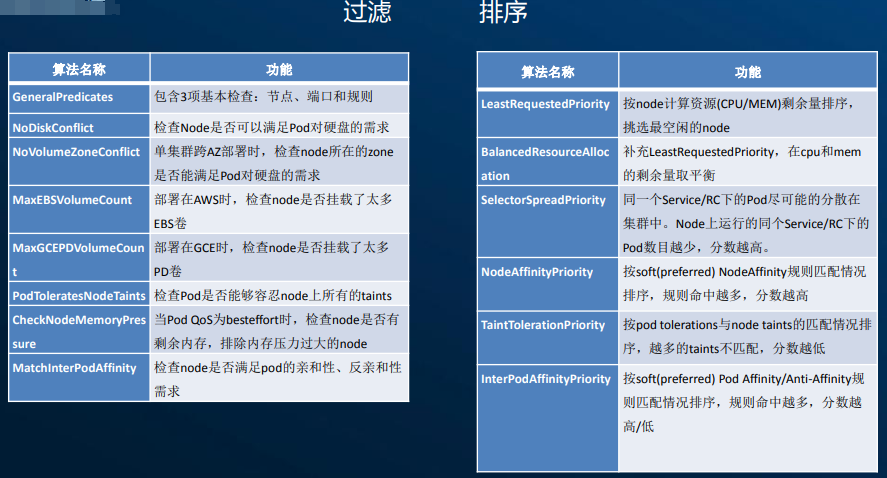 过滤
排序
算法名称 功能
GeneralPredicates 包含3项基本检查：节点、端口和规则
NoDiskConflict 检查Node是否可以满足Pod对硬盘的需求
NoVolumeZoneConflict 单集群跨AZ部署时，检查node所在的zone
是否能满足Pod对硬盘的需求
MaxEBSVolumeCount 部署在AWS时，检查node是否挂载了太多
EBS卷
MaxGCEPDVolumeCoun 部署在GCE时，检查node是否挂载了太多
t PD卷
PodToleratesNodeTaints 检查Pod是否能够容忍node上所有的taints
CheckNodeMemoryPres 当Pod QoS为besteffort时，检查node是否有
sure 剩余内存，排除内存压力过大的node
MatchInterPodAffinity 检查node是否满足pod的亲和性、反亲和性
需求
算法名称 功能
LeastRequestedPriority 按node计算资源(CPU/MEM)剩余量排序，
挑选最空闲的node
BalancedResourceAlloc 补充LeastRequestedPriority，在cpu和mem
ation 的剩余量取平衡
SelectorSpreadPriority 同一个Service/RC下的Pod尽可能的分散在
集群中。Node上运行的同个Service/RC下的
Pod数目越少，分数越高。
NodeAffinityPriority 按soft(preferred) NodeAffinity规则匹配情况
排序，规则命中越多，分数越高
TaintTolerationPriority 按pod tolerations与node taints的匹配情况排
序，越多的taints不匹配，分数越低
InterPodAffinityPriority 按soft(preferred) Pod Affinity/Anti-Affinity规
则匹配情况排序，规则命中越多，分数越
高/低